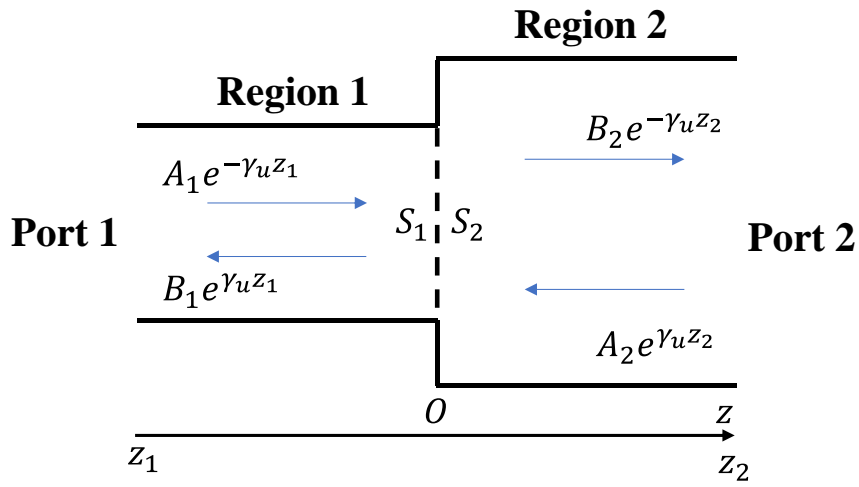 Region 2
Region 1
B₂e^{-γ_u z₂}
A₁e^{-γ_u z₁}
S₁ S₂
Port 1
Port 2
B₁e^{γ_u z₁}
A₂e^{γ_u z₂}
O
z
z₁
z₂